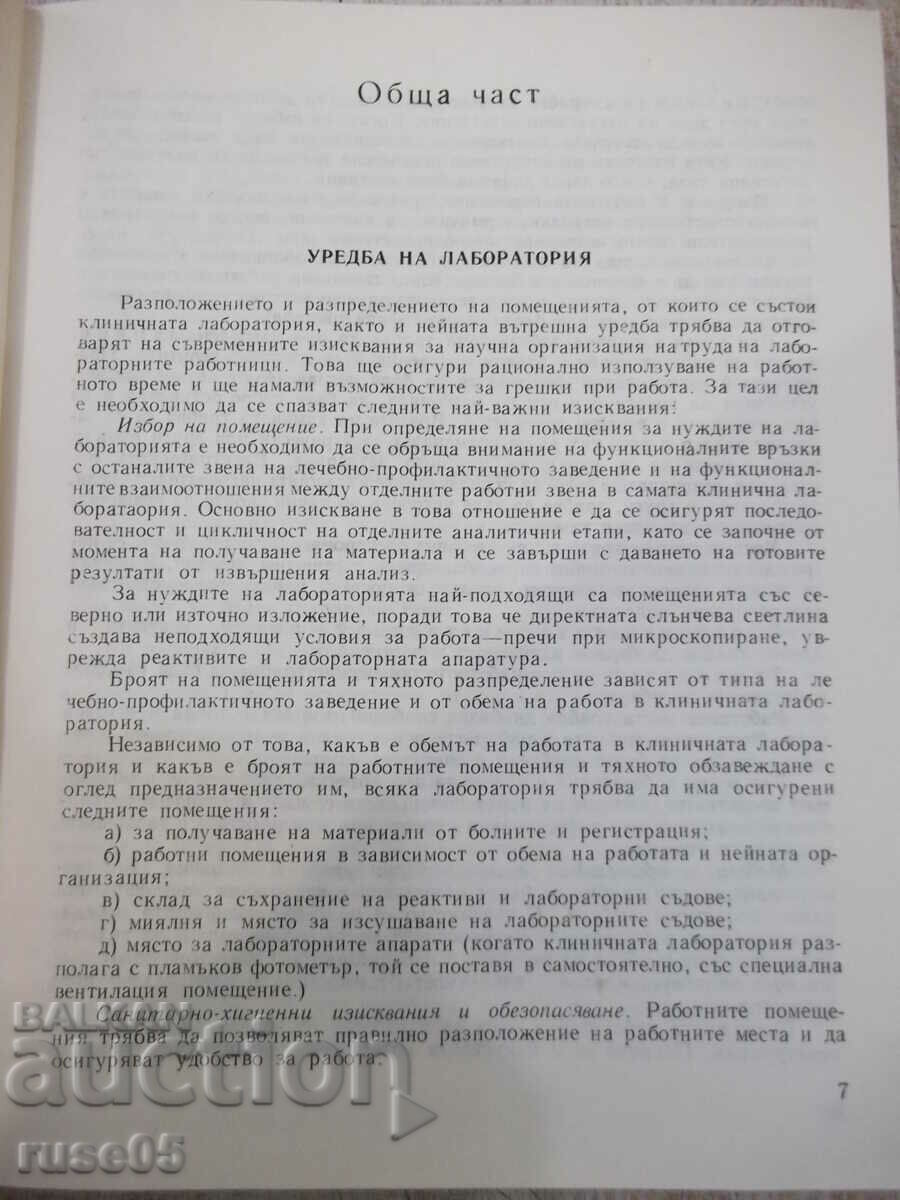 Обща част
УРЕДБА НА ЛАБОРАТОРИЯ
Разположението и разпределението на помещенията, от които се състои
клиничната лаборатория, както и нейната вътрешна уредба трябва да отго-
варят на съвременните изисквания за научна организация на труда на лабо-
раторните работници. Това ще осигури рационално използуване на работ-
ното време и ще намали възможностите за грешки при работа. За тази цел
е необходимо да се спазват следните най-важни изисквания:
Избор на помещение. При определяне на помещения за нуждите на ла-
бораторията е необходимо да се обръща внимание на функционалните връзки
с останалите звена на лечебно-профилактичното заведение и на функционал-
ните взаимоотношения между отделните работни звена в самата клинична ла-
боратаория. Основно изискване в това отношение е да се осигурят последо-
вателност и цикличност на отделните аналитични етапи, като се започне от
момента на получаване на материала и се завърши с даването на готовите
резултати от извършения анализ.
За нуждите на лабораторията най-подходящи са помещенията със се-
верно или източно изложение, поради това че директната слънчева светлина
създава неподходящи условия за работа—пречи при микроскопиране, ув-
врежда реактивите и лабораторната апаратура.
Броят на помещенията и тяхното разпределение зависят от типа на ле
чебно-профилактичното заведение и от обема на работа в клиничната лабо-
ратория.
Независимо от това, какъв е обемът на работата в клиничната лабора-
тория и какъв е броят на работните помещения и тяхното обзавеждане с
оглед предназначението им, всяка лаборатория трябва да има осигурени
следните помещения:
а) за получаване на материали от болните и регистрация;
б) работни помещения в зависимост от обема на работата и нейната ор-
ганизация;
в) склад за съхранение на реактиви и лабораторни съдове;
г) миялня и място за изсушаване на лабораторните съдове;
д) място за лабораторните апарати (когато клиничната лаборатория раз-
полага с пламъков фотометър, той се поставя в самостоятелно, със специална
вентилация помещение.)
Санитарно-хигиенни изисквания и обезопасяване. Работните помеще-
ния трябва да позволяват правилно разположение на работните места и да
осигуряват удобство за работа.
7
BALKAN
auction
ruse05